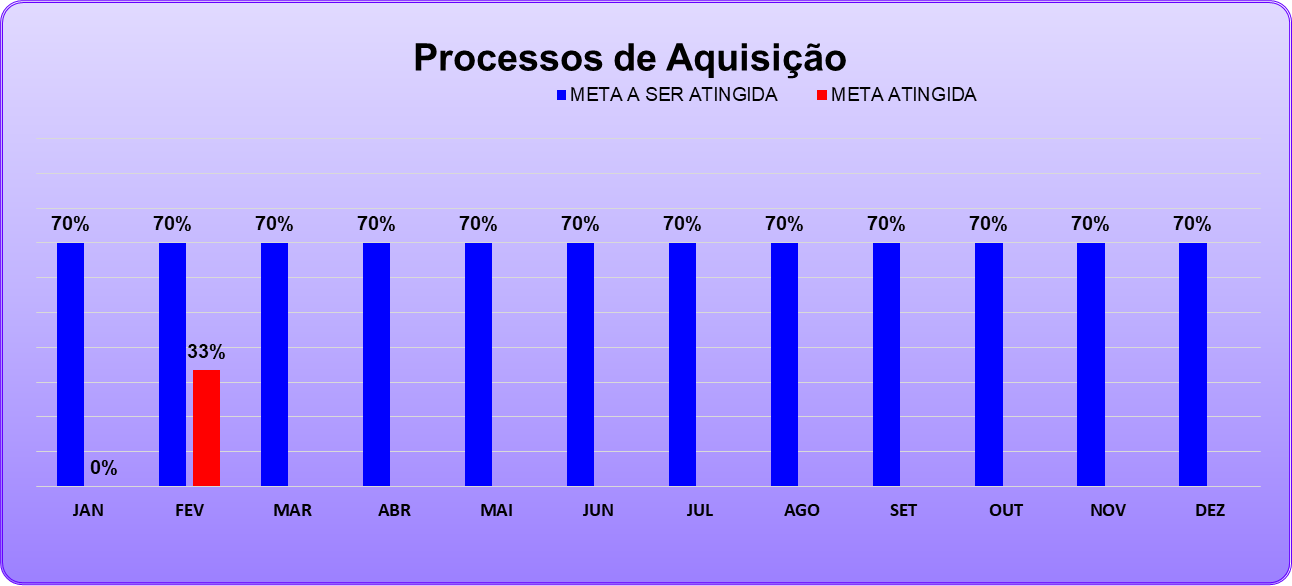 Processos de Aquisição
META A SER ATINGIDA META ATINGIDA
70% 70% 70% 70% 70% 70% 70% 70% 70% 70% 70% 70%
33%
0%
JAN FEV MAR ABR MAI JUN JUL AGO SET OUT NOV DEZ